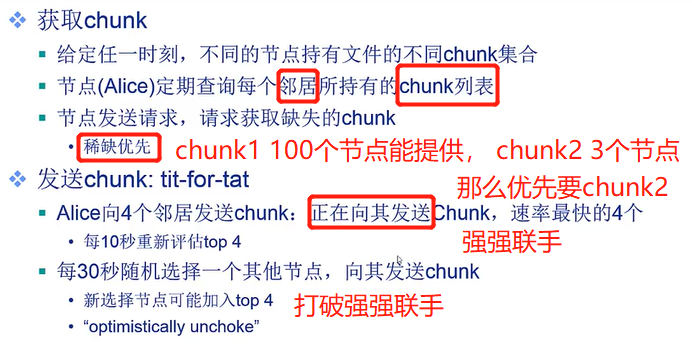 获取chunk
给定任一时刻，不同的节点持有文件的不同chunk集合
节点(Alice)定期查询每个邻居所持有的chunk列表
节点发送请求，请求获取缺失的chunk
稀缺优先 chunk1 100个节点能提供， chunk2 3个节点
那么优先要chunk2
发送chunk: tit-for-tat
Alice向4个邻居发送chunk：正在向其发送Chunk，速率最快的4个
每10秒重新评估top 4
强强联手
每30秒随机选择一个其他节点，向其发送chunk
新选择节点可能加入top 4
打破强强联手
“optimistically unchoke”